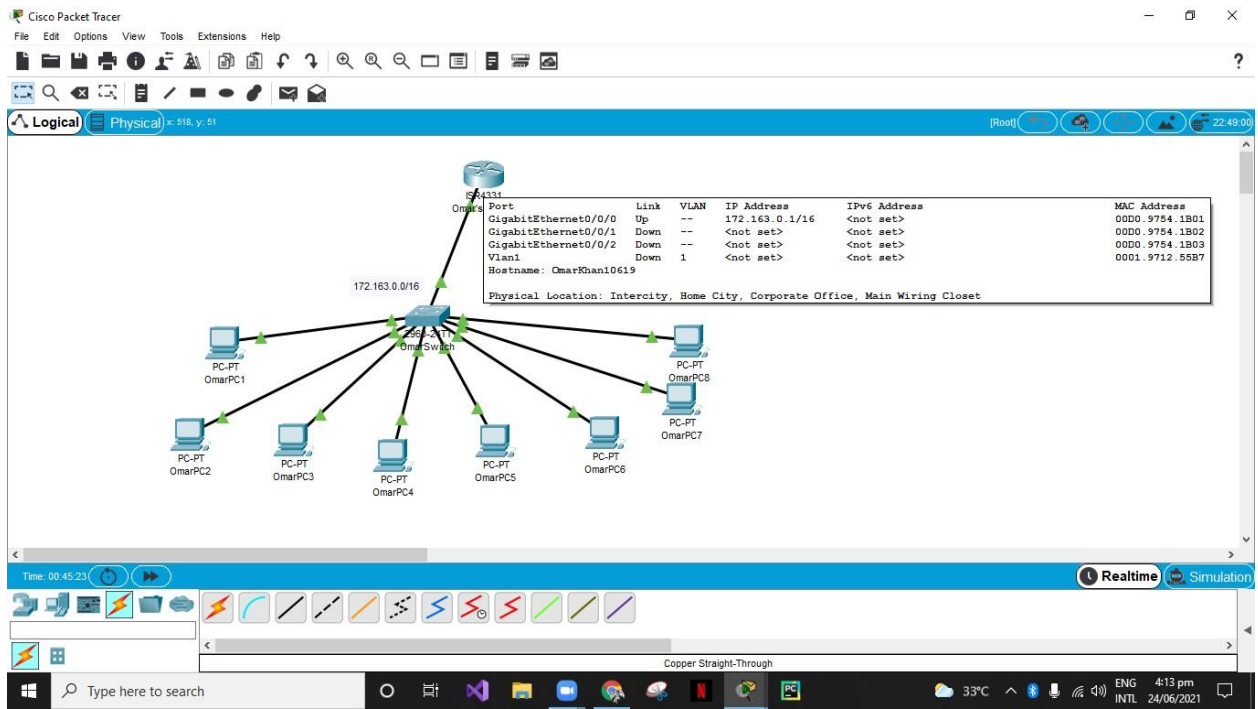 Cisco Packet Tracer
File Edit Options View Tools Extensions Help
?
Logical Physical x: 518, y: 51 [Root] 22:49:00
ISR4331
Omar's
Port Link VLAN IP Address IPv6 Address MAC Address
GigabitEthernet0/0/0 Up -- 172.163.0.1/16 <not set> 00D0.9754.1B01
GigabitEthernet0/0/1 Down -- <not set> <not set> 00D0.9754.1B02
GigabitEthernet0/0/2 Down -- <not set> <not set> 00D0.9754.1B03
Vlan1 Down 1 <not set> <not set> 0001.9712.55B7
Hostname: OmarKhan10619
Physical Location: Intercity, Home City, Corporate Office, Main Wiring Closet
172.163.0.0/16
2960-24TT
OmarSwitch
PC-PT
OmarPC1
PC-PT
OmarPC8
PC-PT
OmarPC7
PC-PT
OmarPC2
PC-PT
OmarPC3
PC-PT
OmarPC4
PC-PT
OmarPC5
PC-PT
OmarPC6
Time: 00:45:23 Realtime Simulation
Copper Straight-Through
Type here to search
N
PC
33°C
ENG
INTL
4:13 pm
24/06/2021